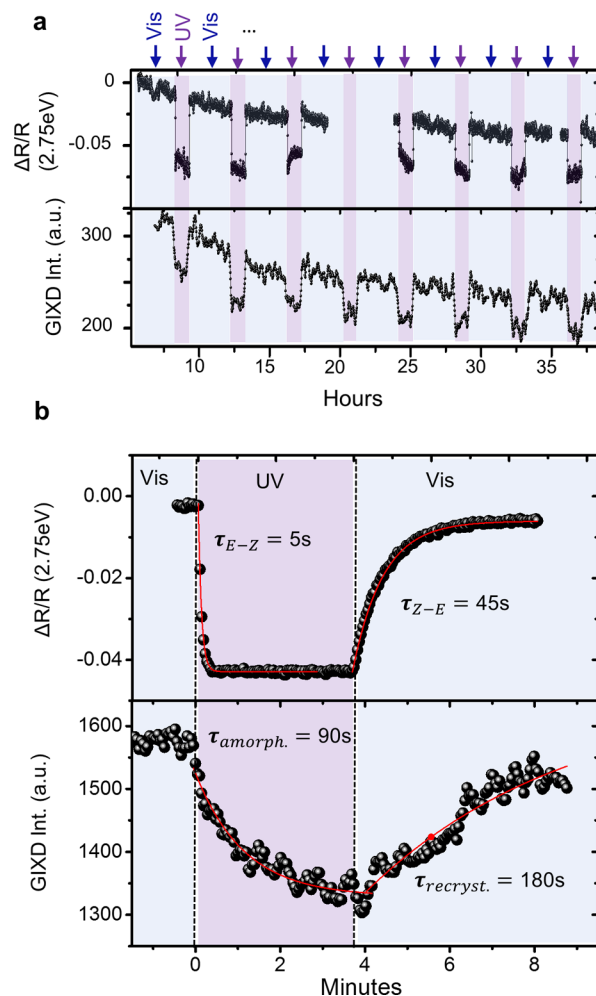 a
Vis UV Vis ...
ΔR/R
(2.75eV)
0
-0.05
GIXD Int. (a.u.)
300
250
200
10 15 20 25 30 35
Hours
b
Vis UV Vis
ΔR/R (2.75eV)
0.00
-0.02
-0.04
τE−Z = 5s
τZ−E = 45s
GIXD Int. (a.u.)
1600
1500
1400
1300
τamorph. = 90s
τrecryst. = 180s
0 2 4 6 8
Minutes